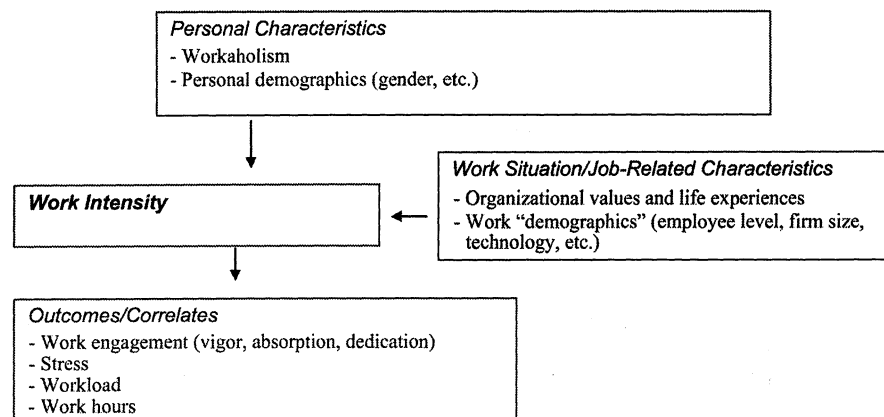 Personal Characteristics
- Workaholism
- Personal demographics (gender, etc.)
Work Situation/Job-Related Characteristics
- Organizational values and life experiences
- Work “demographics” (employee level, firm size,
technology, etc.)
Work Intensity
Outcomes/Correlates
- Work engagement (vigor, absorption, dedication)
- Stress
- Workload
- Work hours